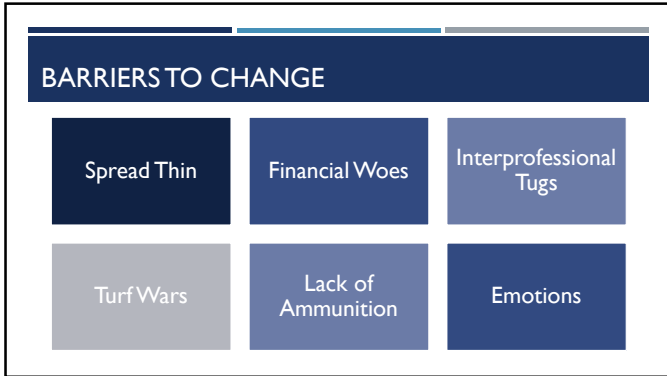 BARRIERS TO CHANGE
Spread Thin
Financial Woes
Interprofessional
Tugs
Turf Wars
Lack of
Ammunition
Emotions